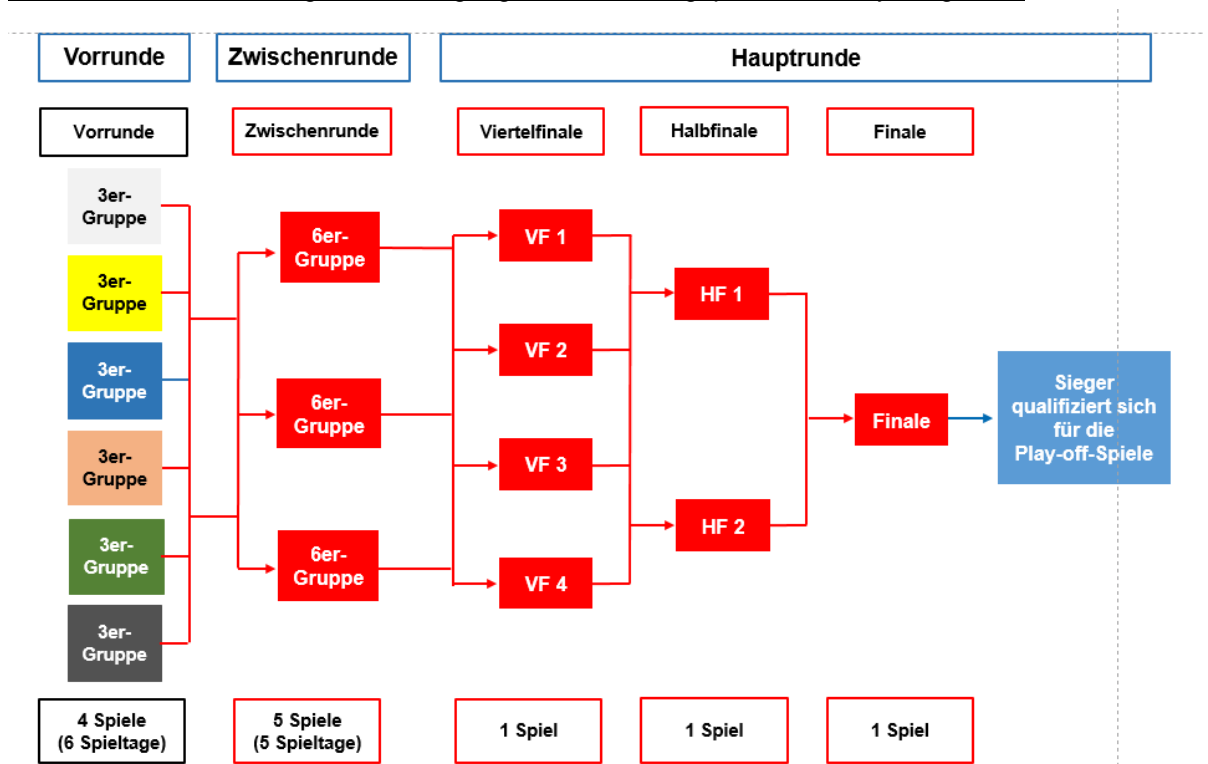 Vorrunde
Zwischenrunde
Hauptrunde
Vorrunde
Zwischenrunde
Viertelfinale
Halbfinale
Finale
3er-
Gruppe
3er-
Gruppe
3er-
Gruppe
3er-
Gruppe
3er-
Gruppe
3er-
Gruppe
6er-
Gruppe
6er-
Gruppe
6er-
Gruppe
VF 1
VF 2
VF 3
VF 4
HF 1
HF 2
Finale
Sieger
qualifiziert sich
für die
Play-off-Spiele
4 Spiele
(6 Spieltage)
5 Spiele
(5 Spieltage)
1 Spiel
1 Spiel
1 Spiel